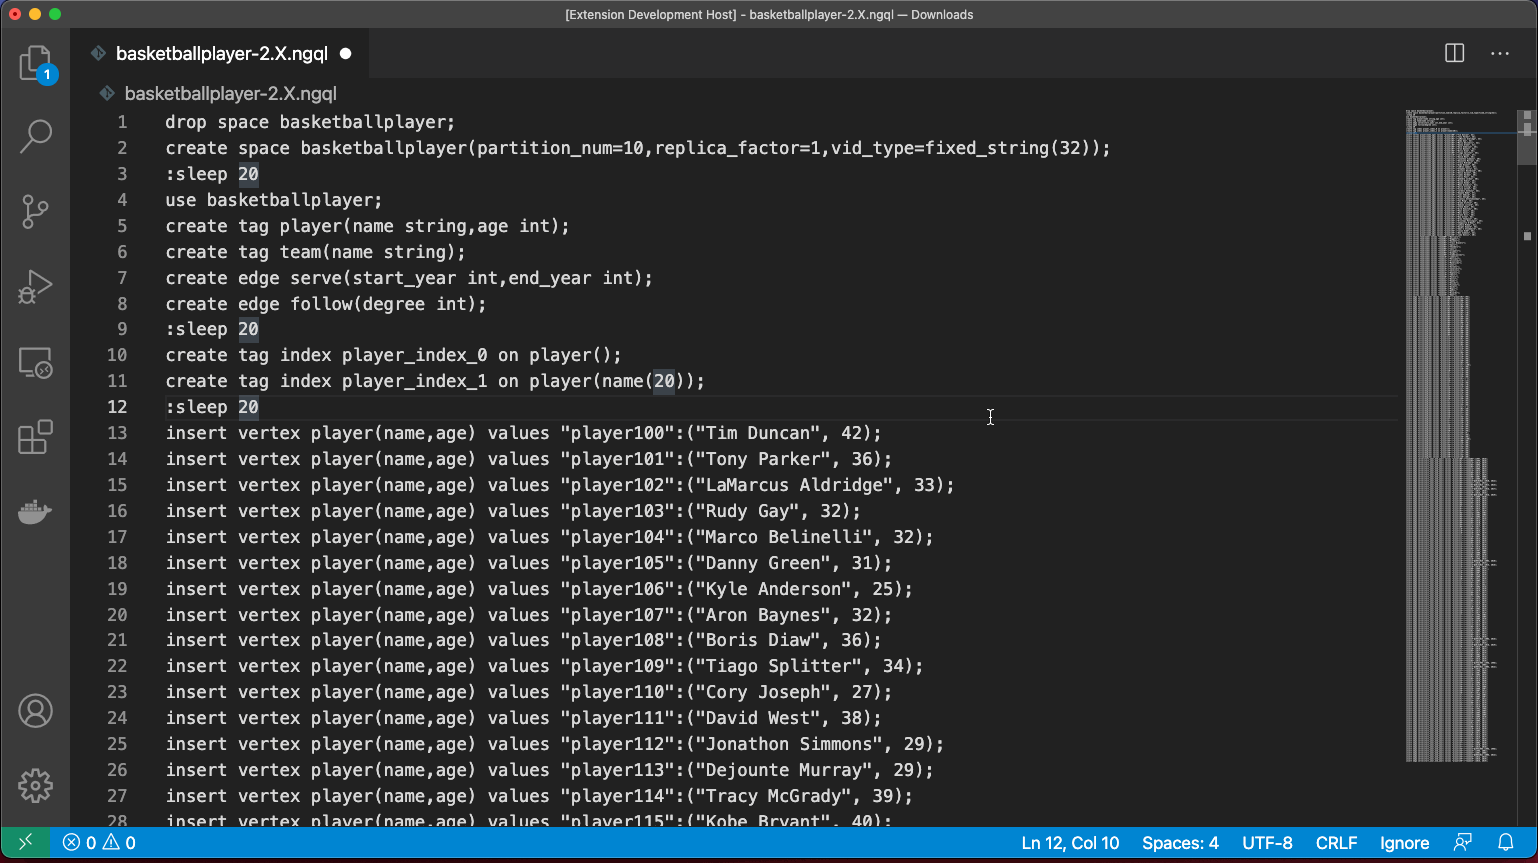 [Extension Development Host] - basketballplayer-2.X.ngql — Downloads
basketballplayer-2.X.ngql
1
basketballplayer-2.X.ngql
1 drop space basketballplayer;
2 create space basketballplayer(partition_num=10,replica_factor=1,vid_type=fixed_string(32));
3 :sleep 20
4 use basketballplayer;
5 create tag player(name string,age int);
6 create tag team(name string);
7 create edge serve(start_year int,end_year int);
8 create edge follow(degree int);
9 :sleep 20
10 create tag index player_index_0 on player();
11 create tag index player_index_1 on player(name(20));
12 :sleep 20
13 insert vertex player(name,age) values "player100":("Tim Duncan", 42);
14 insert vertex player(name,age) values "player101":("Tony Parker", 36);
15 insert vertex player(name,age) values "player102":("LaMarcus Aldridge", 33);
16 insert vertex player(name,age) values "player103":("Rudy Gay", 32);
17 insert vertex player(name,age) values "player104":("Marco Belinelli", 32);
18 insert vertex player(name,age) values "player105":("Danny Green", 31);
19 insert vertex player(name,age) values "player106":("Kyle Anderson", 25);
20 insert vertex player(name,age) values "player107":("Aron Baynes", 32);
21 insert vertex player(name,age) values "player108":("Boris Diaw", 36);
22 insert vertex player(name,age) values "player109":("Tiago Splitter", 34);
23 insert vertex player(name,age) values "player110":("Cory Joseph", 27);
24 insert vertex player(name,age) values "player111":("David West", 38);
25 insert vertex player(name,age) values "player112":("Jonathon Simmons", 29);
26 insert vertex player(name,age) values "player113":("Dejounte Murray", 29);
27 insert vertex player(name,age) values "player114":("Tracy McGrady", 39);
28 insert vertex player(name,age) values "player115":("Kobe Bryant", 40);
0 0 Ln 12, Col 10 Spaces: 4 UTF-8 CRLF Ignore